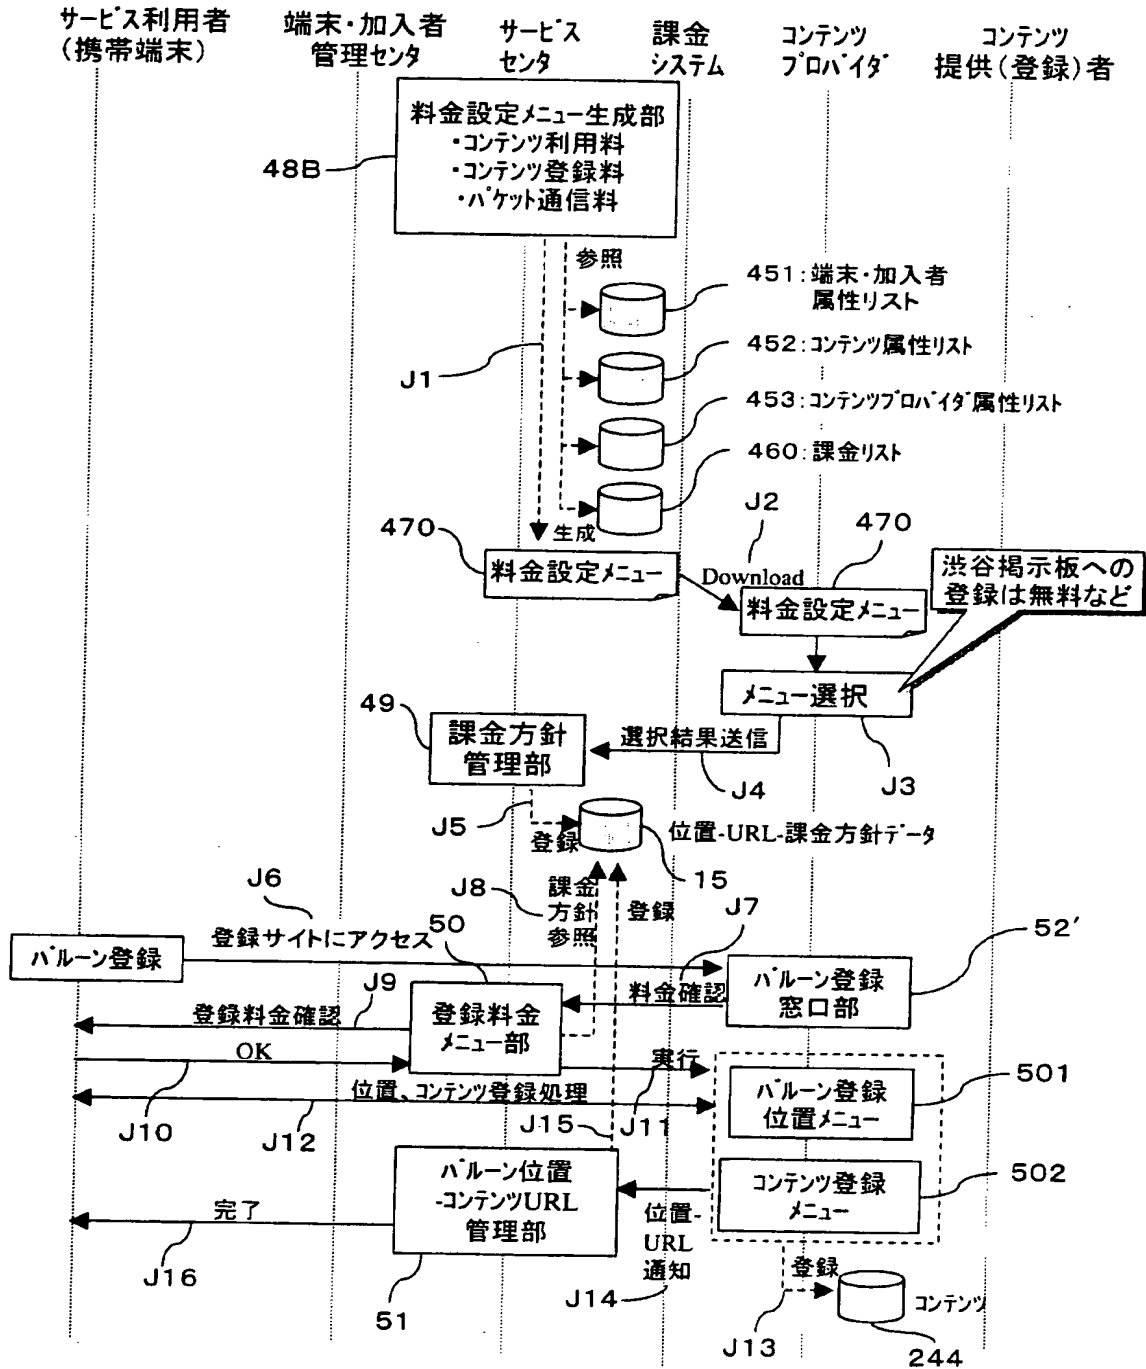 サービス利用者
(携帯端末)
端末・加入者
管理センタ
サービス
センタ
課金
システム
コンテンツ
プロバイダ
コンテンツ
提供(登録)者
料金設定メニュー生成部
・コンテンツ利用料
・コンテンツ登録料
・パケット通信料
48B
参照
451:端末・加入者
属性リスト
J1
452:コンテンツ属性リスト
453:コンテンツプロバイダ属性リスト
460:課金リスト
生成
470
料金設定メニュー
J2
Download
470
料金設定メニュー
渋谷掲示板への
登録は無料など
メニュー選択
J3
49
課金方針
管理部
選択結果送信
J4
J5
登録
位置-URL-課金方針データ
15
J6
J8
課金
方針
参照
登録
J7
バルーン登録
登録サイトにアクセス
50
52'
バルーン登録
窓口部
料金確認
J9
登録料金確認
登録料金
メニュー部
OK
実行
J10
位置、コンテンツ登録処理
J12
J15
J11
501
バルーン登録
位置メニュー
コンテンツ登録
メニュー
502
バルーン位置
-コンテンツURL
管理部
位置-
URL
通知
完了
J16
51
J14
登録
J13
コンテンツ
244